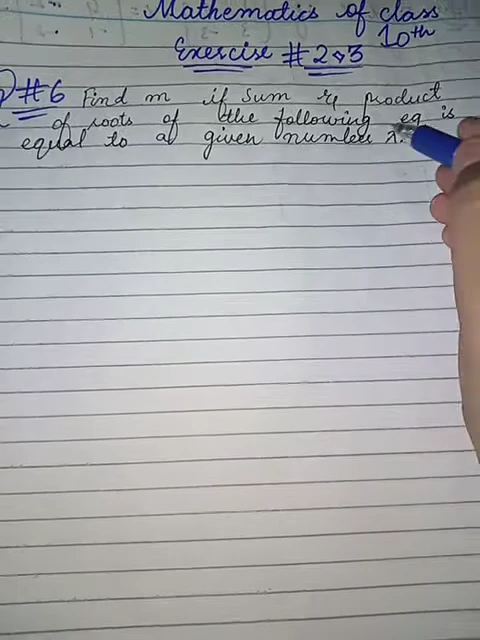 Mathematics of class
10th
Exercise # 2.3
Q#6 Find m if sum & product
of roots of the following eq is
equal to a given number λ.